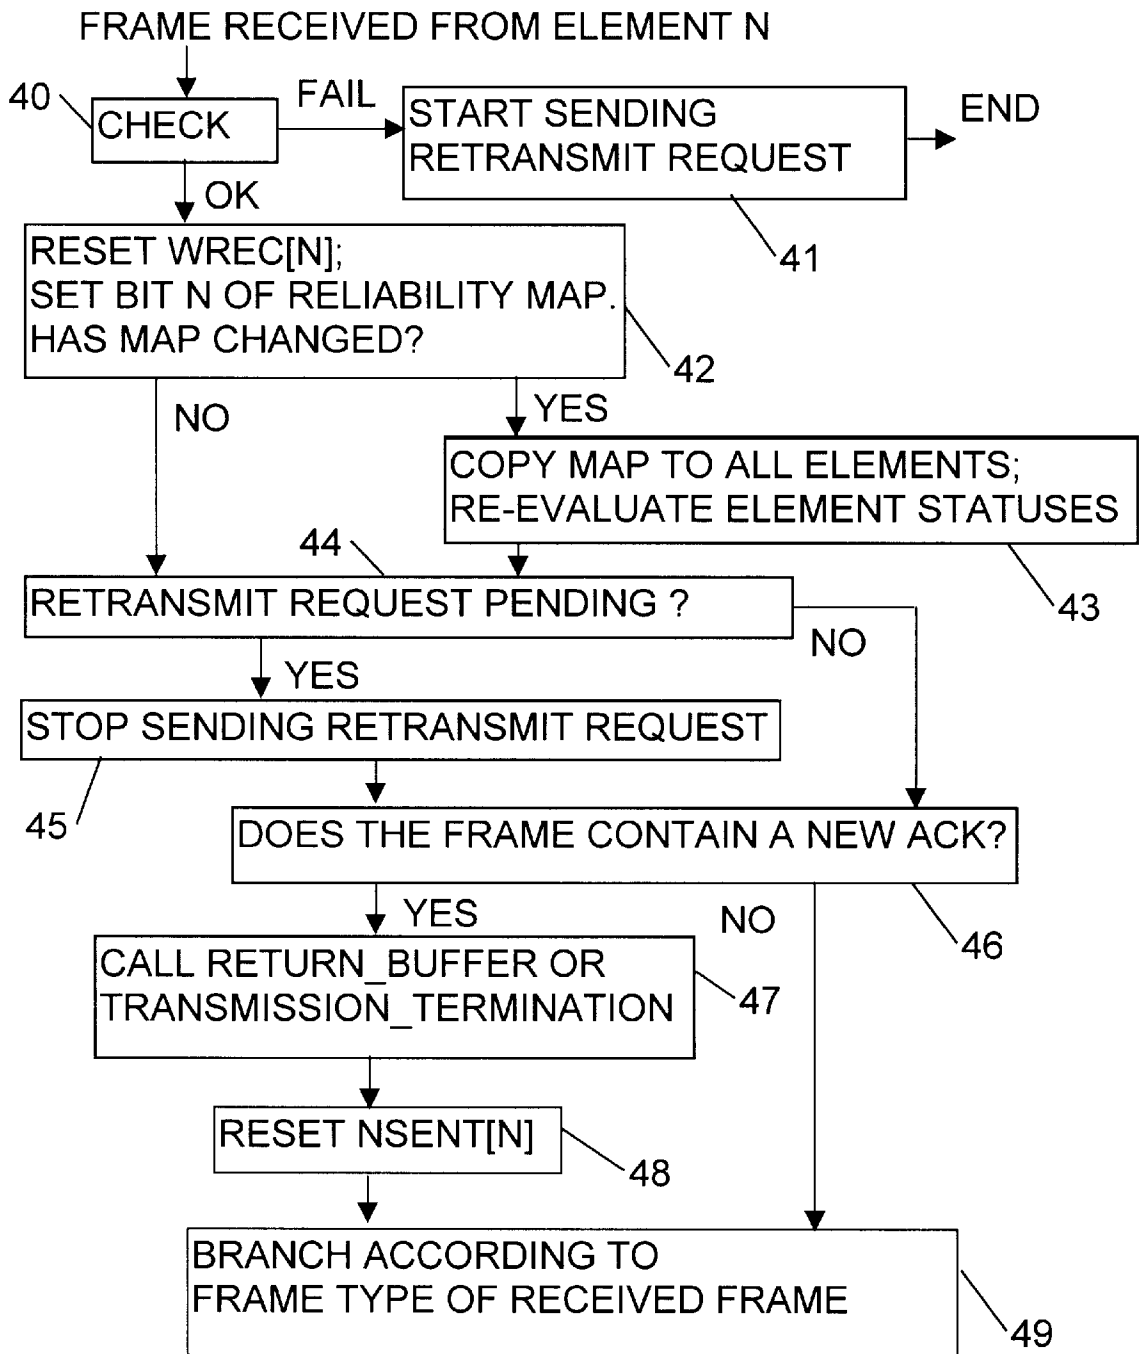 FRAME RECEIVED FROM ELEMENT N
40
CHECK
FAIL
START SENDING
RETRANSMIT REQUEST
END
41
OK
RESET WREC[N];
SET BIT N OF RELIABILITY MAP.
HAS MAP CHANGED?
42
NO
YES
COPY MAP TO ALL ELEMENTS;
RE-EVALUATE ELEMENT STATUSES
43
44
RETRANSMIT REQUEST PENDING ?
NO
YES
STOP SENDING RETRANSMIT REQUEST
45
DOES THE FRAME CONTAIN A NEW ACK?
46
YES
NO
CALL RETURN_BUFFER OR
TRANSMISSION_TERMINATION
47
RESET NSENT[N]
48
BRANCH ACCORDING TO
FRAME TYPE OF RECEIVED FRAME
49